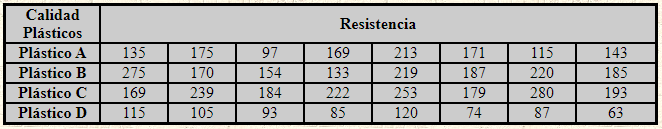 Calidad Plásticos Resistencia
Plástico A 135 175 97 169 213 171 115 143
Plástico B 275 170 154 133 219 187 220 185
Plástico C 169 239 184 222 253 179 280 193
Plástico D 115 105 93 85 120 74 87 63